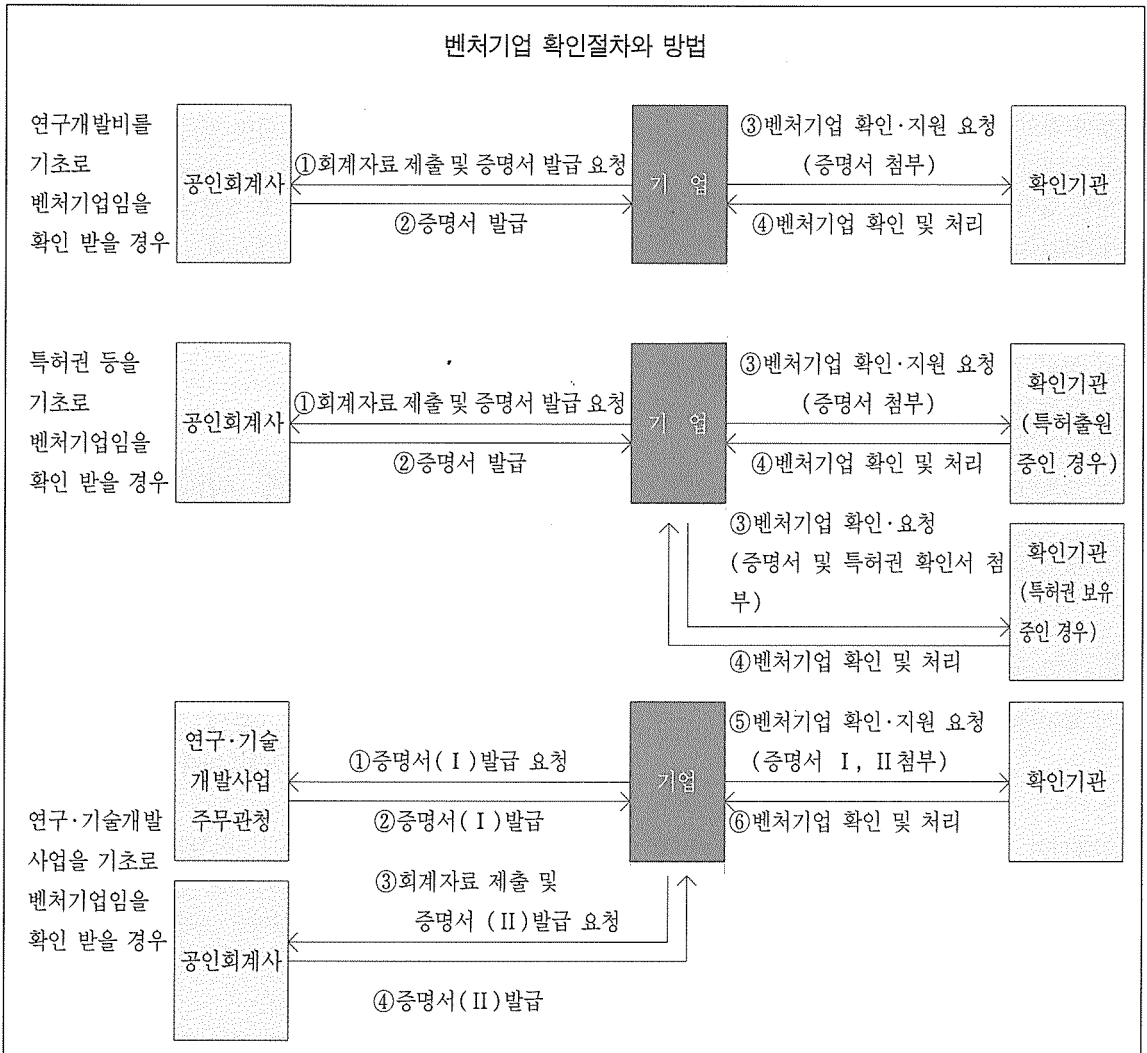 벤처기업 확인절차와 방법
연구개발비를
기초로
벤처기업임을
확인 받을 경우
공인회계사
①회계자료 제출 및 증명서 발급 요청
②증명서 발급
기 업
③벤처기업 확인·지원 요청
(증명서 첨부)
④벤처기업 확인 및 처리
확인기관
특허권 등을
기초로
벤처기업임을
확인 받을 경우
공인회계사
①회계자료 제출 및 증명서 발급 요청
②증명서 발급
기 업
③벤처기업 확인·지원 요청
(증명서 첨부)
④벤처기업 확인 및 처리
확인기관
(특허출원
중인 경우)
③벤처기업 확인·요청
(증명서 및 특허권 확인서 첨
부)
④벤처기업 확인 및 처리
확인기관
(특허권 보유
중인 경우)
연구·기술개발
사업을 기초로
벤처기업임을
확인 받을 경우
연구·기술
개발사업
주무관청
①증명서(Ⅰ)발급 요청
②증명서(Ⅰ)발급
기업
⑤벤처기업 확인·지원 요청
(증명서 Ⅰ, Ⅱ첨부)
⑥벤처기업 확인 및 처리
확인기관
③회계자료 제출 및
증명서 (Ⅱ)발급 요청
공인회계사
④증명서(Ⅱ)발급